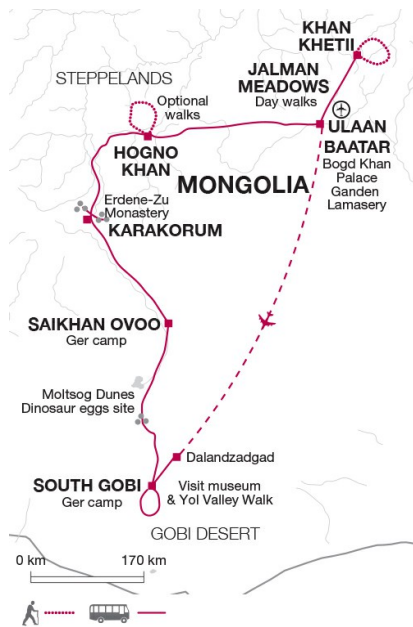 KHAN
KHETII
STEPPELANDS
JALMAN
MEADOWS
Day walks
Optional
walks
ULAAN
BAATAR
Bogd Khan
Palace
Ganden
Lamasery
HOGNO
KHAN
MONGOLIA
Erdene-Zu
Monastery
KARAKORUM
SAIKHAN OVOO
Ger camp
Moltsog Dunes
Dinosaur eggs site
Dalandzadgad
SOUTH GOBI
Ger camp
Visit museum
& Yol Valley Walk
GOBI DESERT
0 km 170 km